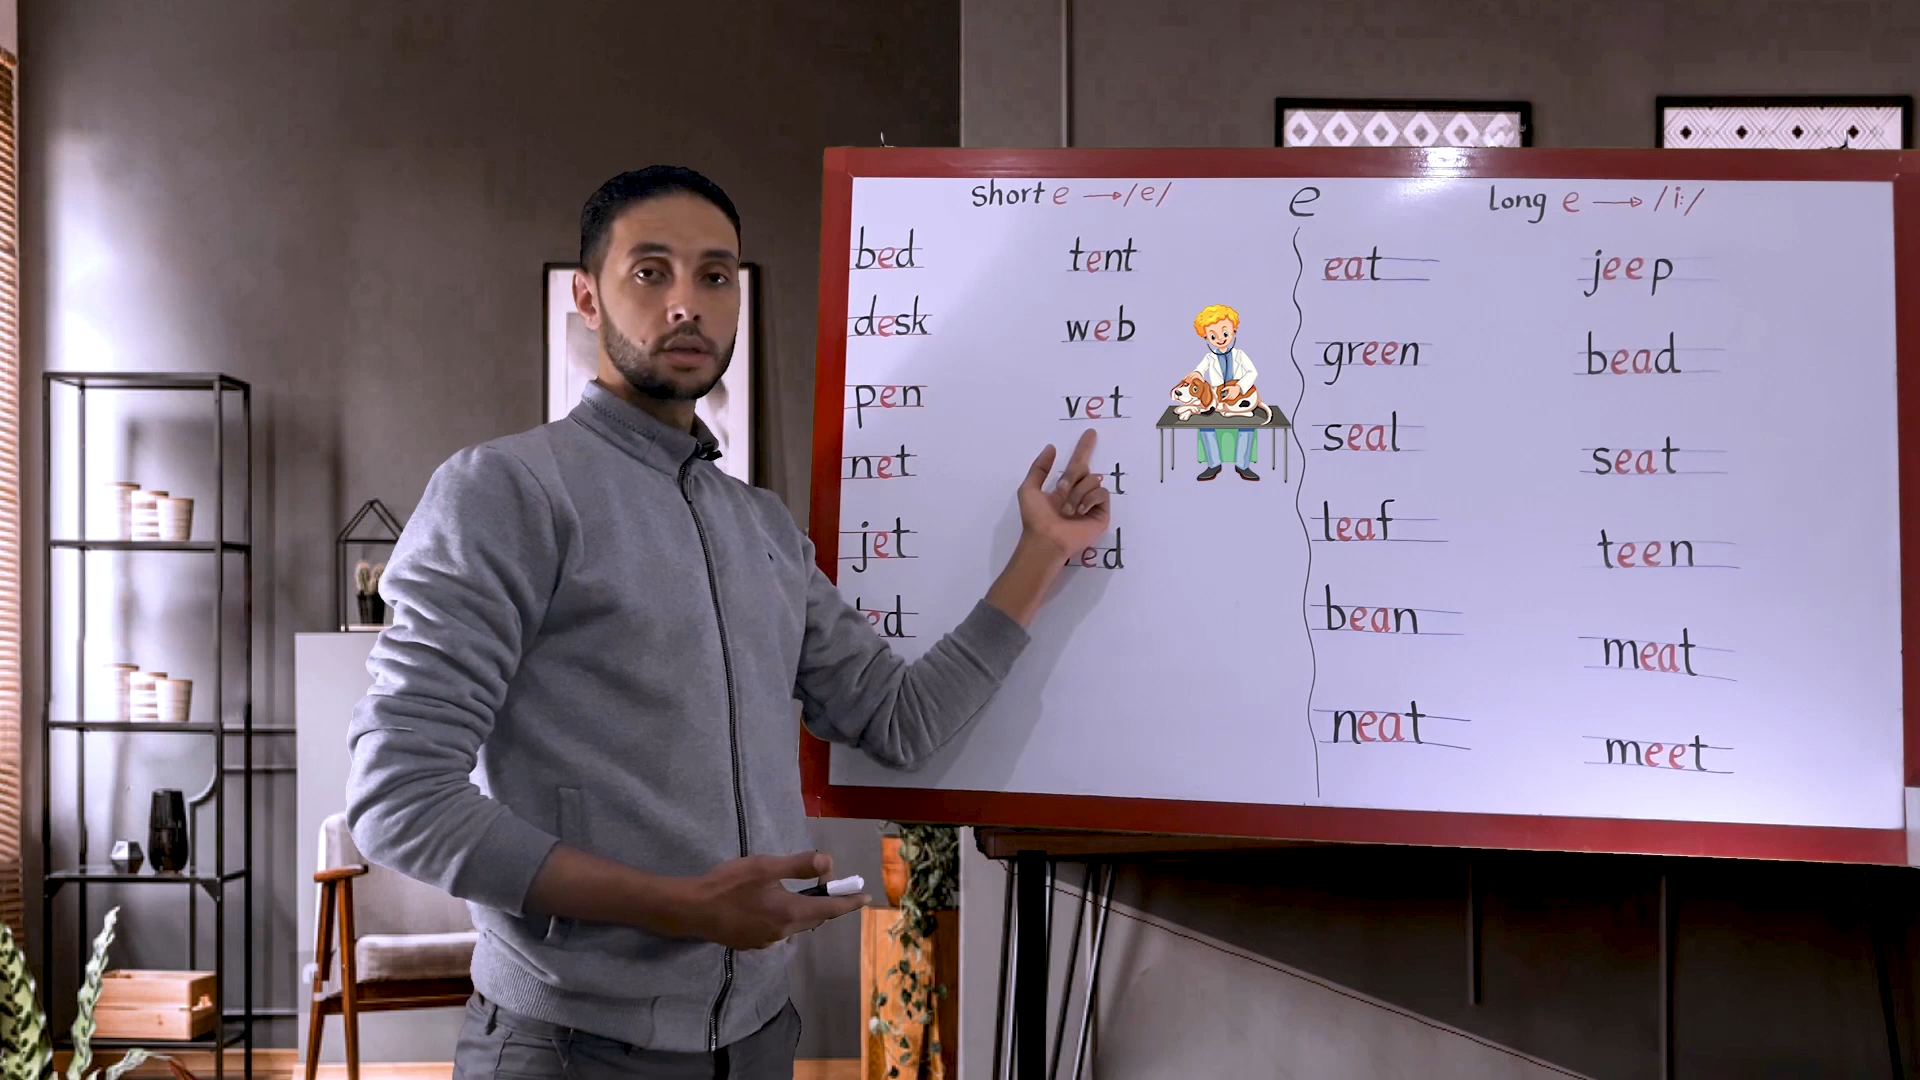 Short e → /e/
e
long e → /i:/
bed
desk
pen
net
jet
tent
web
vet
eat
green
seal
leaf
bean
neat
jeep
bead
seat
teen
meat
meet